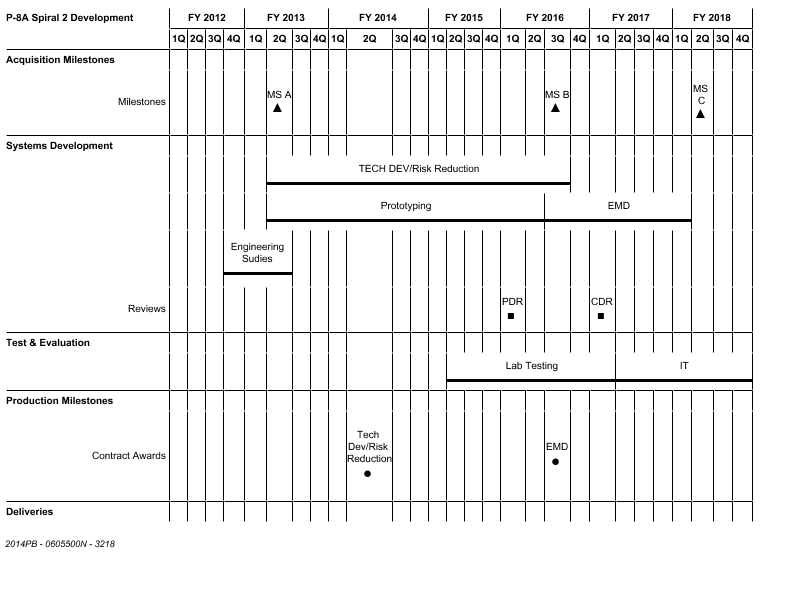 P-8A Spiral 2 Development FY 2012 FY 2013 FY 2014 FY 2015 FY 2016 FY 2017 FY 2018
1Q 2Q 3Q 4Q 1Q 2Q 3Q 4Q 1Q 2Q 3Q 4Q 1Q 2Q 3Q 4Q 1Q 2Q 3Q 4Q 1Q 2Q 3Q 4Q 1Q 2Q 3Q 4Q
Acquisition Milestones
Milestones
MS A
MS B
MS
C
Systems Development
TECH DEV/Risk Reduction
Prototyping EMD
Engineering
Sudies
Reviews
PDR CDR
Test & Evaluation
Lab Testing IT
Production Milestones
Contract Awards
Tech
Dev/Risk
Reduction
EMD
Deliveries
2014PB - 0605500N - 3218